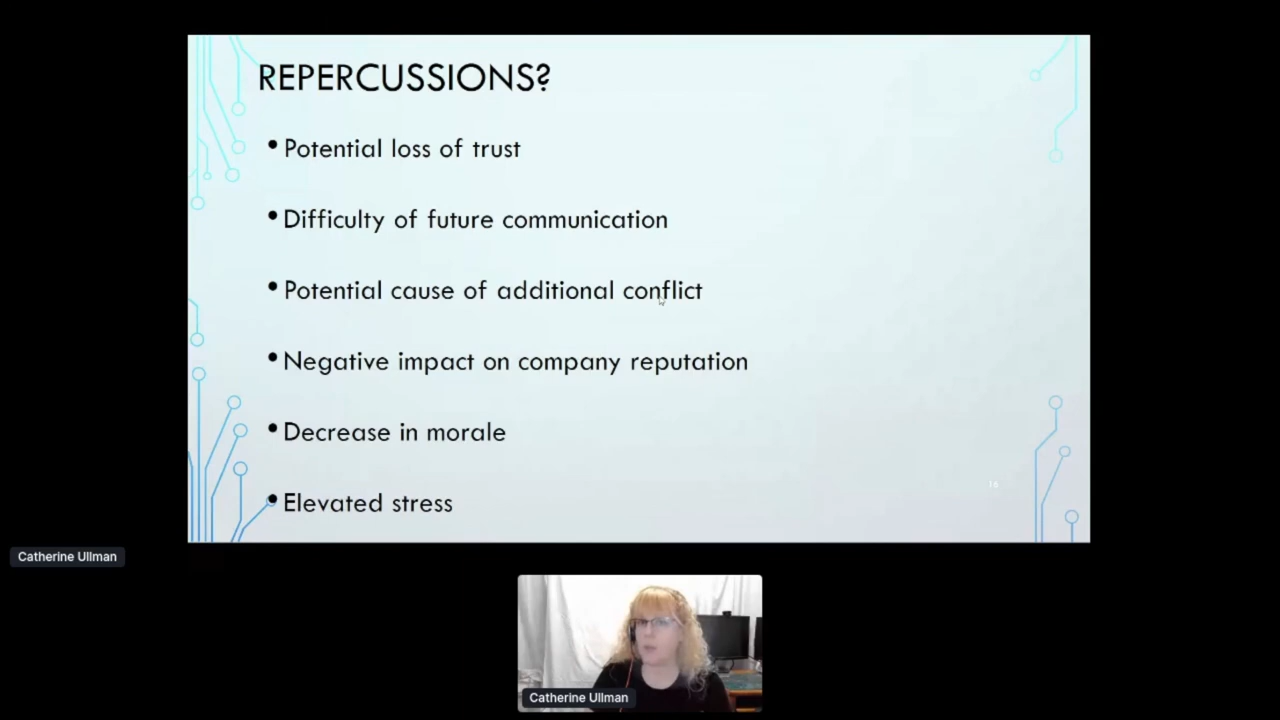 REPERCUSSIONS?
•Potential loss of trust
•Difficulty of future communication
•Potential cause of additional conflict
•Negative impact on company reputation
•Decrease in morale
•Elevated stress
16
Catherine Ullman
Catherine Ullman